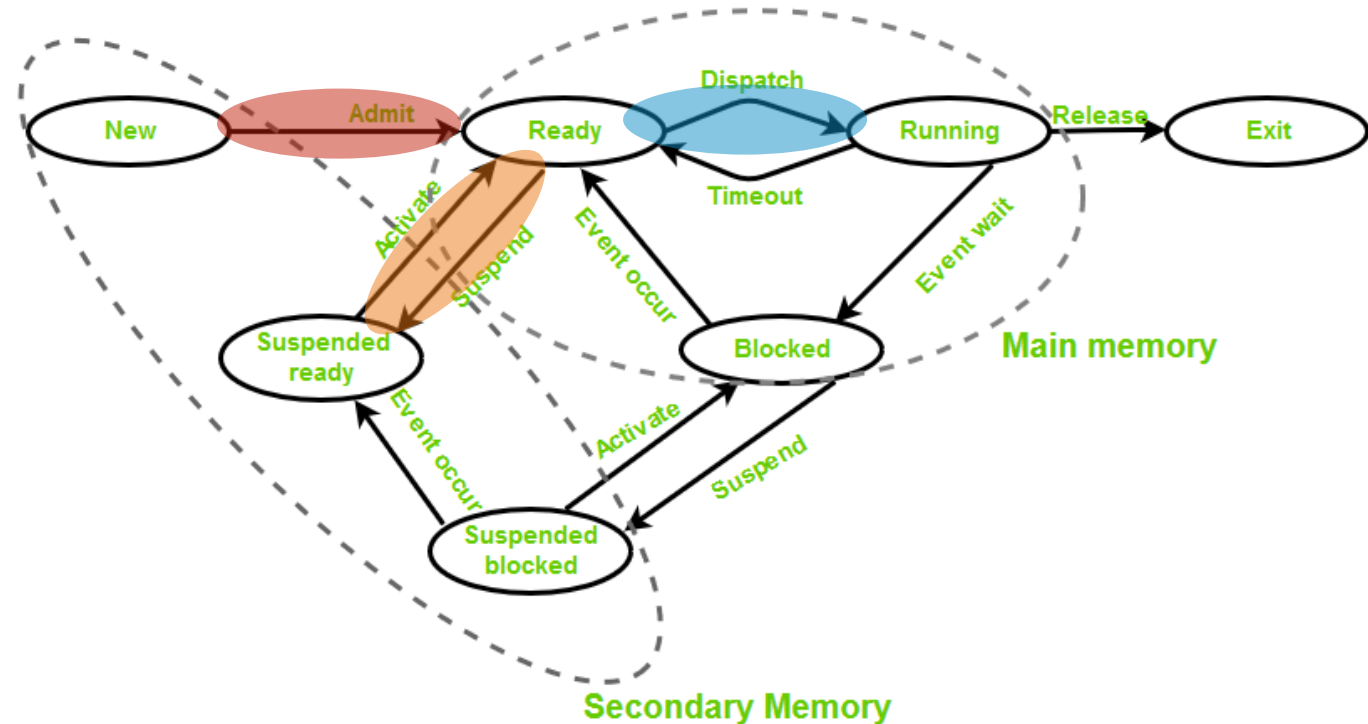 Dispatch
New
Admit
Ready
Running
Release
Exit
Timeout
Activate
Suspend
Event occur
Event wait
Suspended
ready
Blocked
Main memory
Event occur
Activate
Suspend
Suspended
blocked
Secondary Memory